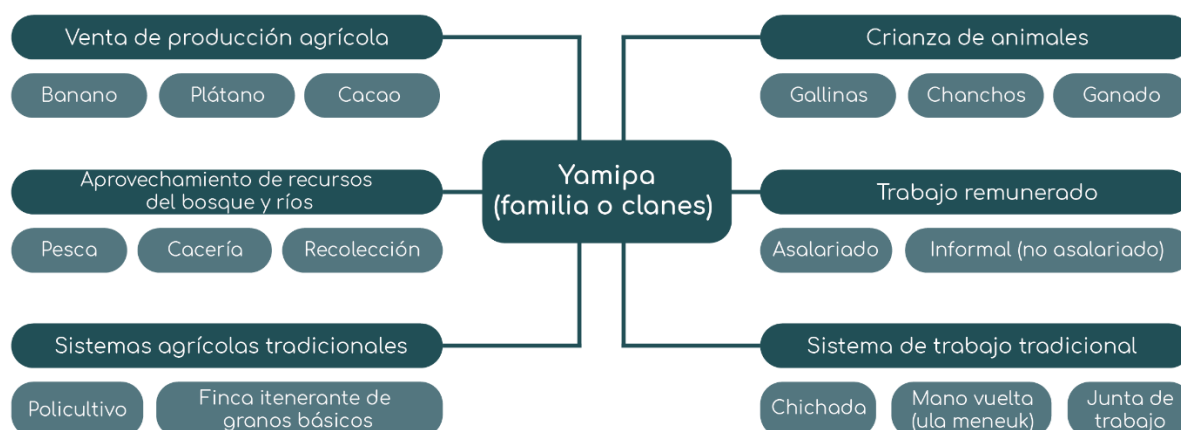 Venta de producción agrícola
Banano
Plátano
Cacao
Aprovechamiento de recursos
del bosque y ríos
Pesca
Cacería
Recolección
Sistemas agrícolas tradicionales
Policultivo
Finca itenerante de
granos básicos
Yamipa
(familia o clanes)
Crianza de animales
Gallinas
Chanchos
Ganado
Trabajo remunerado
Asalariado
Informal (no asalariado)
Sistema de trabajo tradicional
Chichada
Mano vuelta
(ula meneuk)
Junta de
trabajo